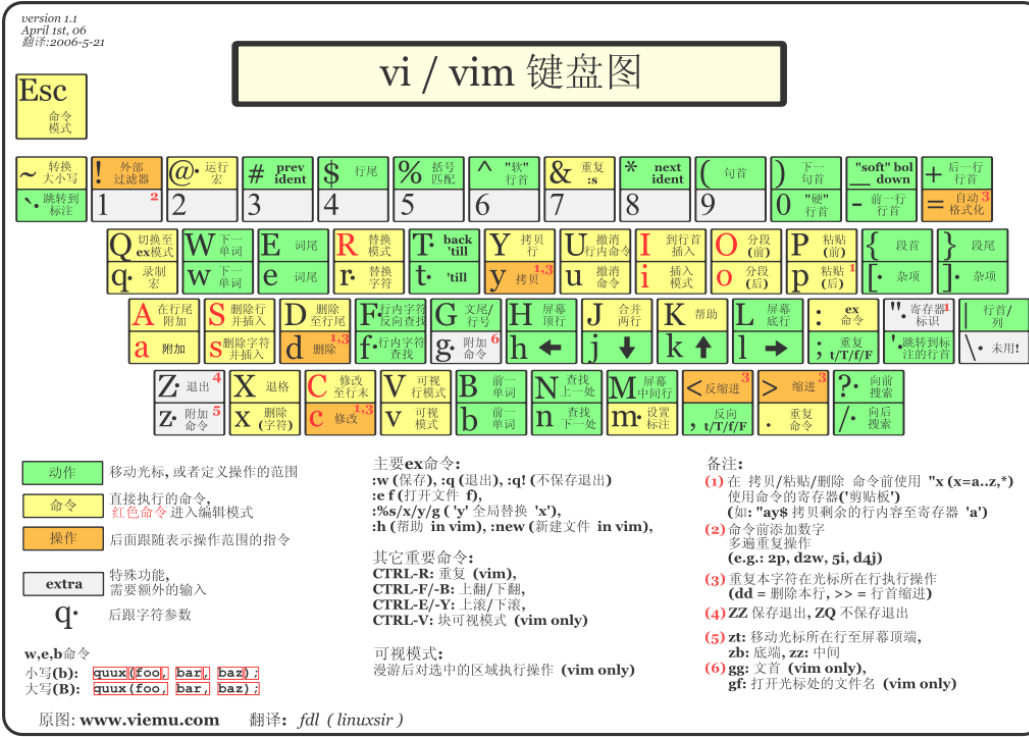 version 1.1
April 1st, 06
翻译:2006-5-21
vi / vim 键盘图
Esc 命令模式
~ 转换大小写 ! 外部过滤器 @· 运行宏 # prev ident $ 行尾 % 括号匹配 ^ "软"行首 & 重复 :s * next ident ( 句首 ) 下一句首 _ "soft" bol down + 后一行行首
`· 跳转到标注 1 2 2 3 4 5 6 7 8 9 0 "硬"行首 - 前一行行首 = 自动格式化 3
Q 切换至ex模式 W 下一单词 E 词尾 R 替换模式 T· back 'till Y 拷贝行 U 撤消行内命令 I 到行首插入 O 分段(前) P 粘贴(前) { 段首 } 段尾
q· 录制宏 w 下一单词 e 词尾 r· 替换字符 t· 'till y 拷贝 1,3 u 撤消命令 i 插入模式 o 分段(后) p 粘贴(后) 1 [· 杂项 ]· 杂项
A 在行尾附加 S 删除行并插入 D 删除至行尾 F· 行内字符反向查找 G 文尾/行号 H 屏幕顶行 J 合并两行 K 帮助 L 屏幕底行 : ex 命令 "· 寄存器标识 1 | 行首/列
a 附加 s 删除字符并插入 d 删除 1,3 f· 行内字符查找 g· 附加命令 6 h ← j ↓ k ↑ l → ; 重复 t/T/f/F '· 跳转到标注的行首 \· 未用!
Z· 退出 4 X 退格 C 修改至行末 V 可视行模式 B 前一单词 N 查找上一处 M 屏幕中间行 < 反缩进 3 > 缩进 3 ?· 向前搜索
z· 附加命令 5 x 删除(字符) c 修改 1,3 v 可视模式 b 前一单词 n 查找下一处 m· 设置标注 , 反向 t/T/f/F . 重复命令 /· 向后搜索
动作 移动光标, 或者定义操作的范围
命令 直接执行的命令,
红色命令 进入编辑模式
操作 后面跟随表示操作范围的指令
extra 特殊功能,
需要额外的输入
q· 后跟字符参数
w,e,b命令
小写(b): quux(foo, bar, baz);
大写(B): quux(foo, bar, baz);
原图: www.viemu.com 翻译: fdl ( linuxsir )
主要ex命令:
:w (保存), :q (退出), :q! (不保存退出)
:e f (打开文件 f),
:%s/x/y/g ( 'y' 全局替换 'x'),
:h (帮助 in vim), :new (新建文件 in vim),
其它重要命令:
CTRL-R: 重复 (vim),
CTRL-F/-B: 上翻/下翻,
CTRL-E/-Y: 上滚/下滚,
CTRL-V: 块可视模式 (vim only)
可视模式:
漫游后对选中的区域执行操作 (vim only)
备注:
(1) 在 拷贝/粘贴/删除 命令前使用 "x (x=a..z,*)
使用命令的寄存器('剪贴板')
(如: "ay$ 拷贝剩余的行内容至寄存器 'a')
(2) 命令前添加数字
多遍重复操作
(e.g.: 2p, d2w, 5i, d4j)
(3) 重复本字符在光标所在行执行操作
(dd = 删除本行, >> = 行首缩进)
(4) ZZ 保存退出, ZQ 不保存退出
(5) zt: 移动光标所在行至屏幕顶端,
zb: 底端, zz: 中间
(6) gg: 文首 (vim only),
gf: 打开光标处的文件名 (vim only)